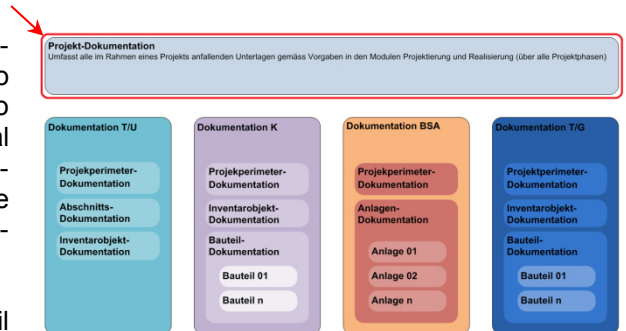 Projekt-Dokumentation
Umfasst alle im Rahmen eines Projekts anfallenden Unterlagen gemäss Vorgaben in den Modulen Projektierung und Realisierung (über alle Projektphasen)
Dokumentation T/U
Projekperimeter-
Dokumentation
Abschnitts-
Dokumentation
Inventarobjekt-
Dokumentation
Dokumentation K
Projekperimeter-
Dokumentation
Inventarobjekt-
Dokumentation
Bauteil-
Dokumentation
Bauteil 01
Bauteil n
Dokumentation BSA
Projekperimeter-
Dokumentation
Anlagen-
Dokumentation
Anlage 01
Anlage 02
Anlage n
Dokumentation T/G
Projektperimeter-
Dokumentation
Inventarobjekt-
Dokumentation
Bauteil-
Dokumentation
Bauteil 01
Bauteil n